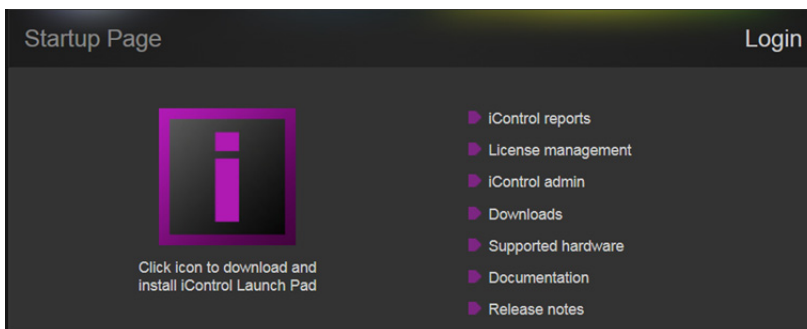 Startup Page
Login
i
Click icon to download and
install iControl Launch Pad
iControl reports
License management
iControl admin
Downloads
Supported hardware
Documentation
Release notes